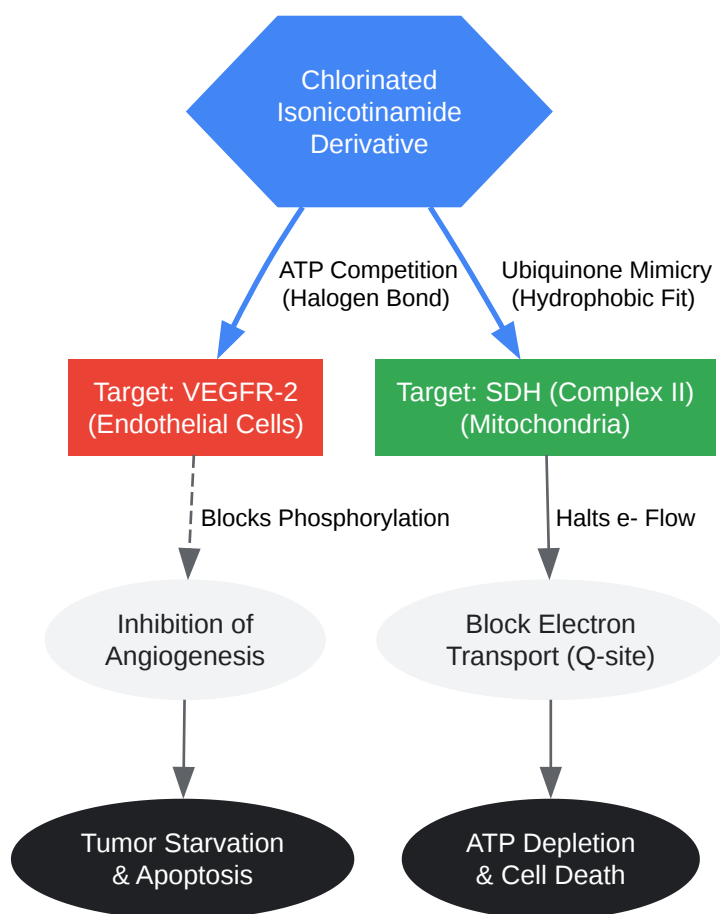 Chlorinated
Isonicotinamide
Derivative
ATP Competition
(Halogen Bond)
Ubiquinone Mimicry
(Hydrophobic Fit)
Target: VEGFR-2
(Endothelial Cells)
Target: SDH (Complex II)
(Mitochondria)
Blocks Phosphorylation
Halts e- Flow
Inhibition of
Angiogenesis
Block Electron
Transport (Q-site)
Tumor Starvation
& Apoptosis
ATP Depletion
& Cell Death